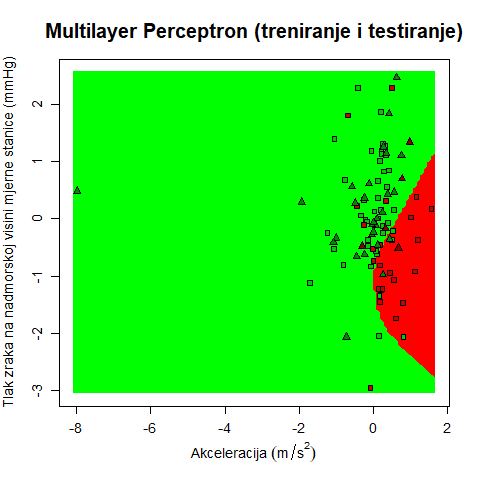 Multilayer Perceptron (treniranje i testiranje)
Tlak zraka na nadmorskoj visini mjerne stanice (mmHg)
2
1
0
-1
-2
-3
-8 -6 -4 -2 0 2
Akceleracija (m/s²)